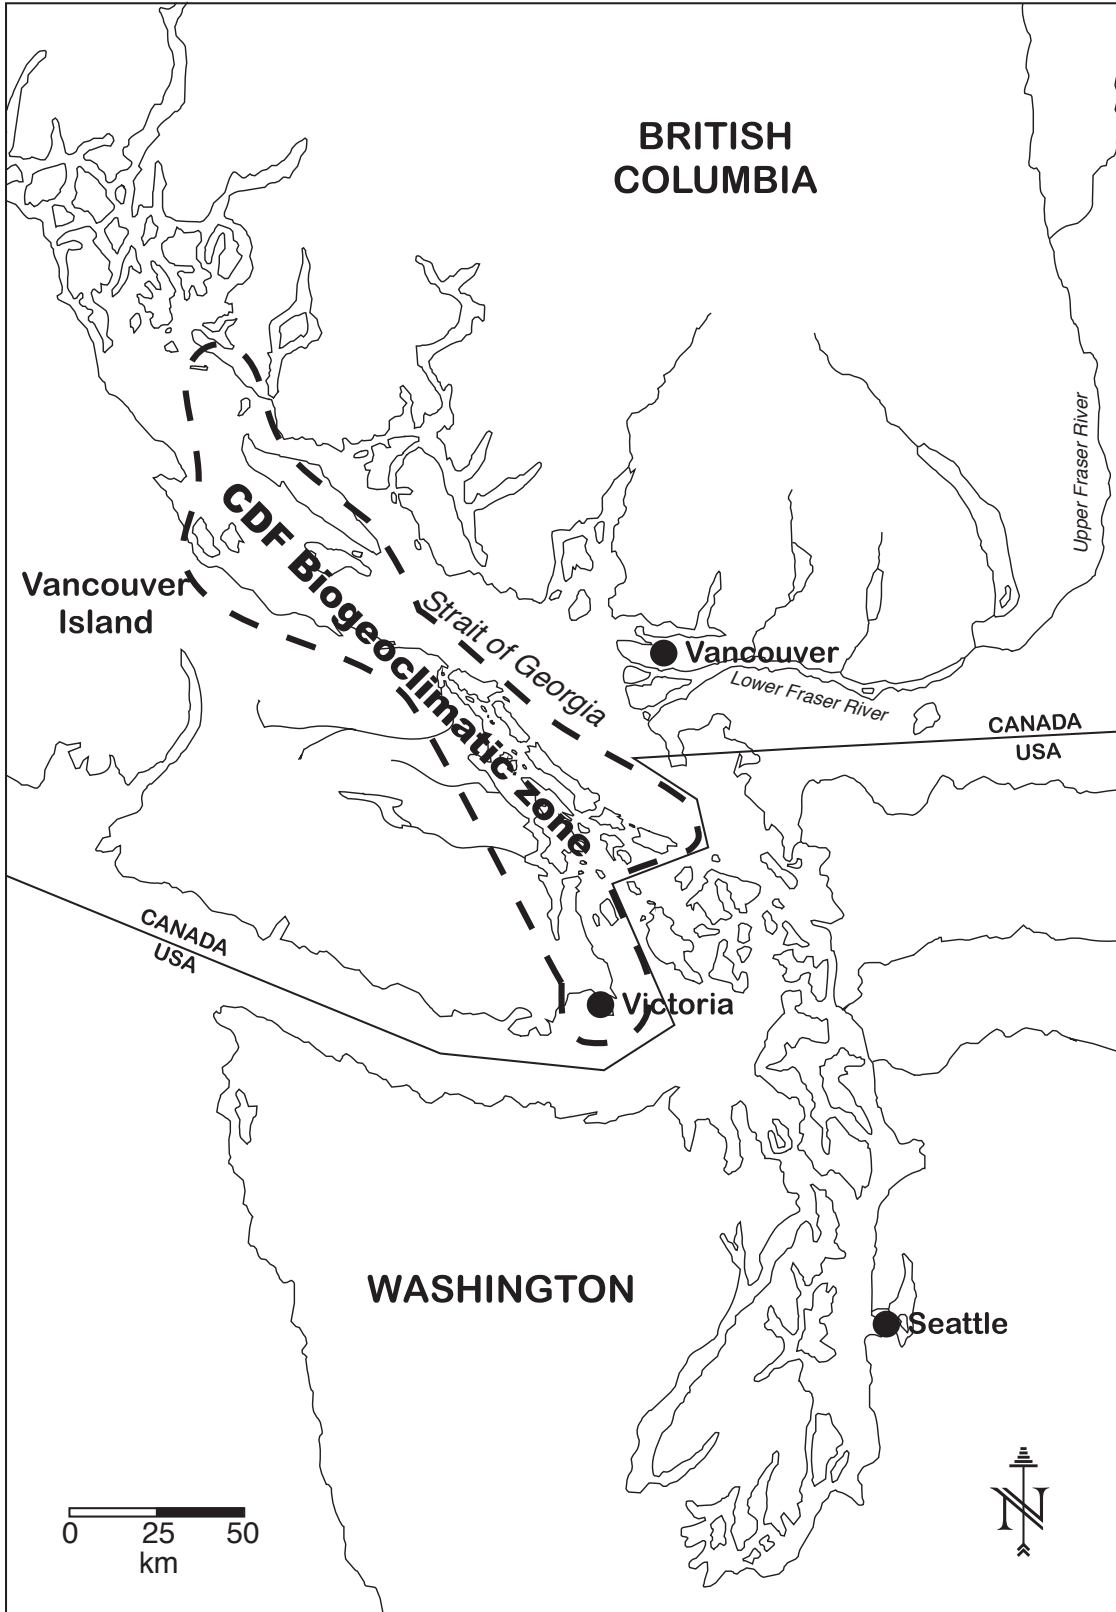 BRITISH
COLUMBIA
Upper Fraser River
CDF Biogeoclimatic zone
Vancouver
Island
Strait of Georgia
Vancouver
Lower Fraser River
CANADA
USA
CANADA
USA
Victoria
WASHINGTON
Seattle
0 25 50
km
N